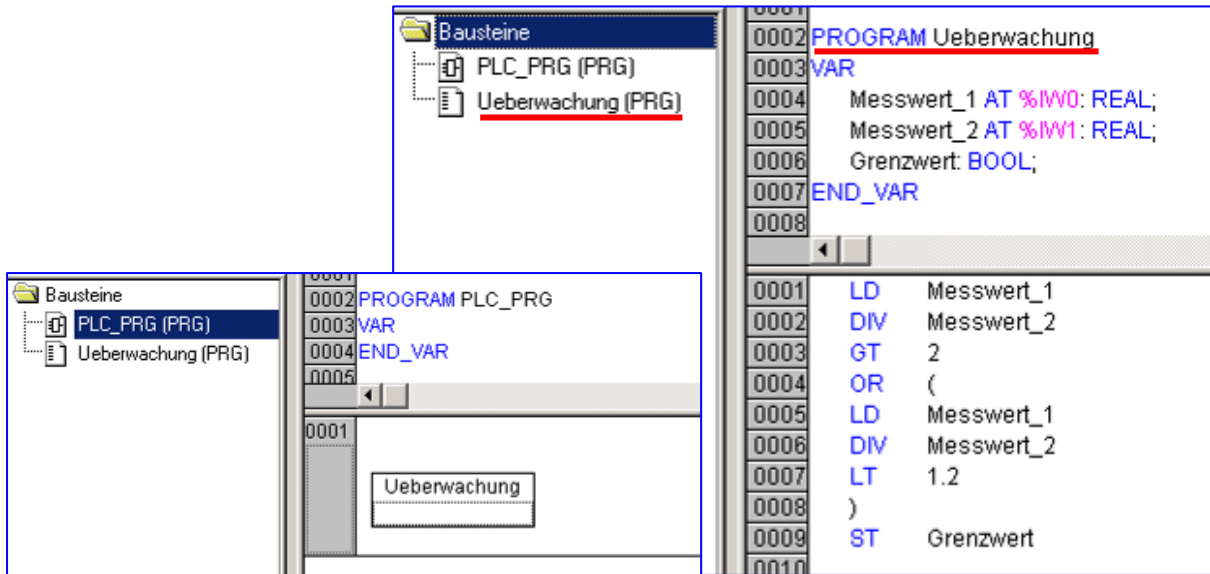 Bausteine
PLC_PRG (PRG)
Ueberwachung (PRG)
0002 PROGRAM Ueberwachung
0003 VAR
0004 Messwert_1 AT %IW0: REAL;
0005 Messwert_2 AT %IW1: REAL;
0006 Grenzwert: BOOL;
0007 END_VAR
0008
Bausteine
PLC_PRG (PRG)
Ueberwachung (PRG)
0001
0002 PROGRAM PLC_PRG
0003 VAR
0004 END_VAR
0005
0001
Ueberwachung
0001 LD Messwert_1
0002 DIV Messwert_2
0003 GT 2
0004 OR (
0005 LD Messwert_1
0006 DIV Messwert_2
0007 LT 1.2
0008 )
0009 ST Grenzwert
0010